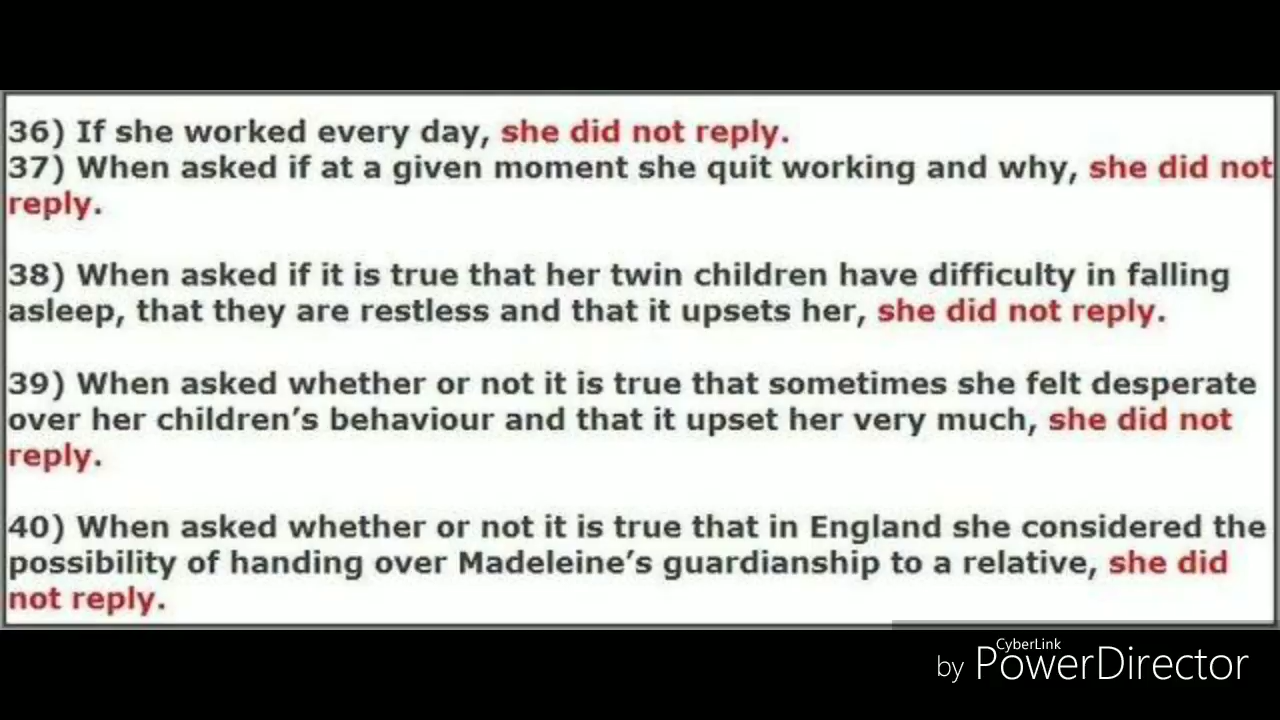 36) If she worked every day, she did not reply.
37) When asked if at a given moment she quit working and why, she did not
reply.
38) When asked if it is true that her twin children have difficulty in falling
asleep, that they are restless and that it upsets her, she did not reply.
39) When asked whether or not it is true that sometimes she felt desperate
over her children’s behaviour and that it upset her very much, she did not
reply.
40) When asked whether or not it is true that in England she considered the
possibility of handing over Madeleine’s guardianship to a relative, she did
not reply.
CyberLink
by PowerDirector